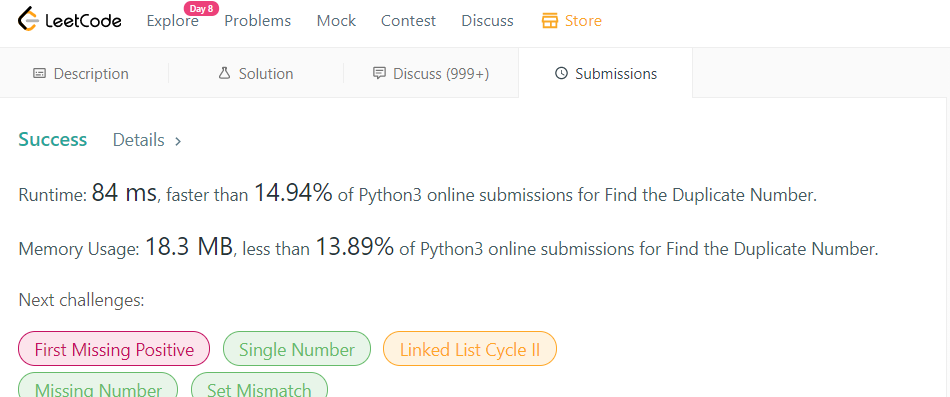 Day 8
LeetCode Explore Problems Mock Contest Discuss Store
Description Solution Discuss (999+) Submissions
Success Details >
Runtime: 84 ms, faster than 14.94% of Python3 online submissions for Find the Duplicate Number.
Memory Usage: 18.3 MB, less than 13.89% of Python3 online submissions for Find the Duplicate Number.
Next challenges:
First Missing Positive Single Number Linked List Cycle II
Missing Number Set Mismatch